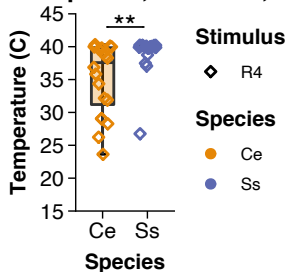 45
40
35
30
25
20
15
Temperature (C)
**
Ce Ss
Species
Stimulus
R4
Species
Ce
Ss